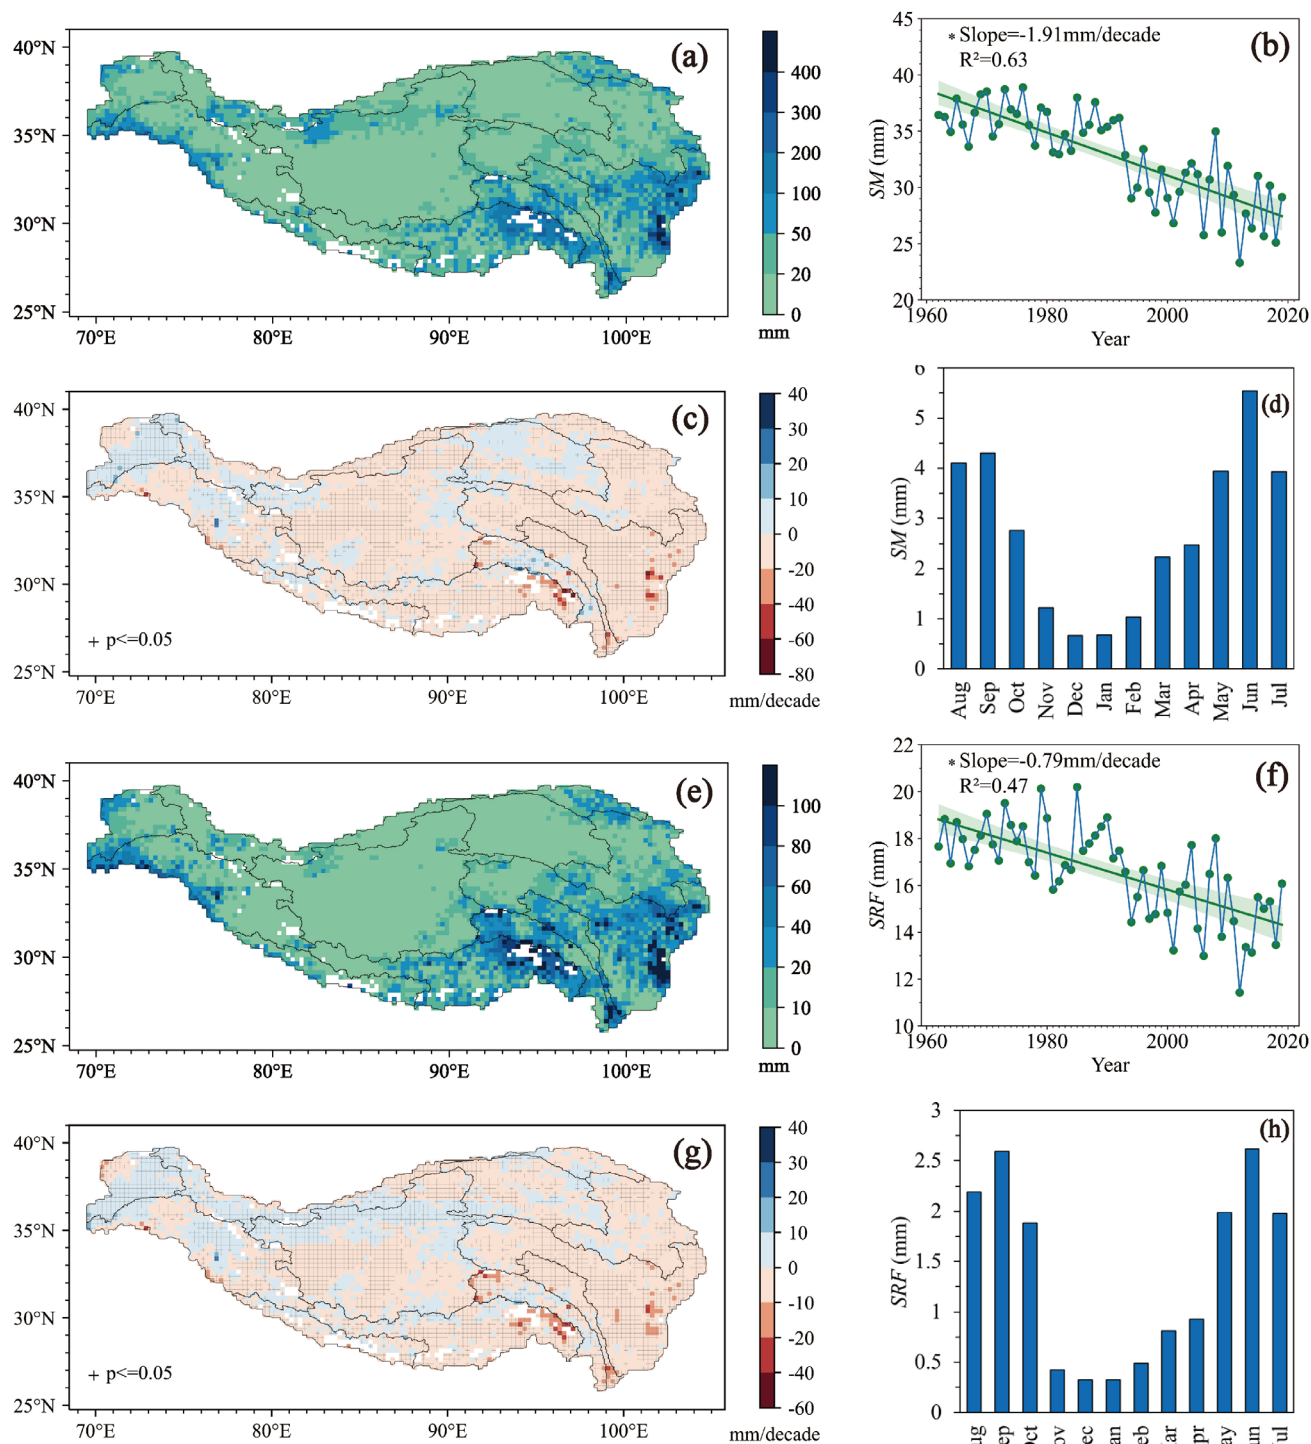 40°N
35°N
30°N
25°N
70°E
80°E
90°E
100°E
(a)
400
300
200
100
50
20
0
mm
(b)
* Slope=-1.91mm/decade
R²=0.63
45
40
35
30
25
20
SM (mm)
1960
1980
2000
2020
Year
40°N
35°N
30°N
25°N
70°E
80°E
90°E
100°E
(c)
+ p<=0.05
40
30
20
10
0
-20
-40
-60
-80
mm/decade
(d)
6
5
4
3
2
1
0
SM (mm)
Aug
Sep
Oct
Nov
Dec
Jan
Feb
Mar
Apr
May
Jun
Jul
40°N
35°N
30°N
25°N
70°E
80°E
90°E
100°E
(e)
100
80
60
40
20
10
0
mm
(f)
* Slope=-0.79mm/decade
R²=0.47
22
20
18
16
14
12
10
SRF (mm)
1960
1980
2000
2020
Year
40°N
35°N
30°N
25°N
70°E
80°E
90°E
100°E
(g)
+ p<=0.05
40
30
20
10
0
-10
-20
-40
-60
mm/decade
(h)
3
2.5
2
1.5
1
0.5
0
SRF (mm)